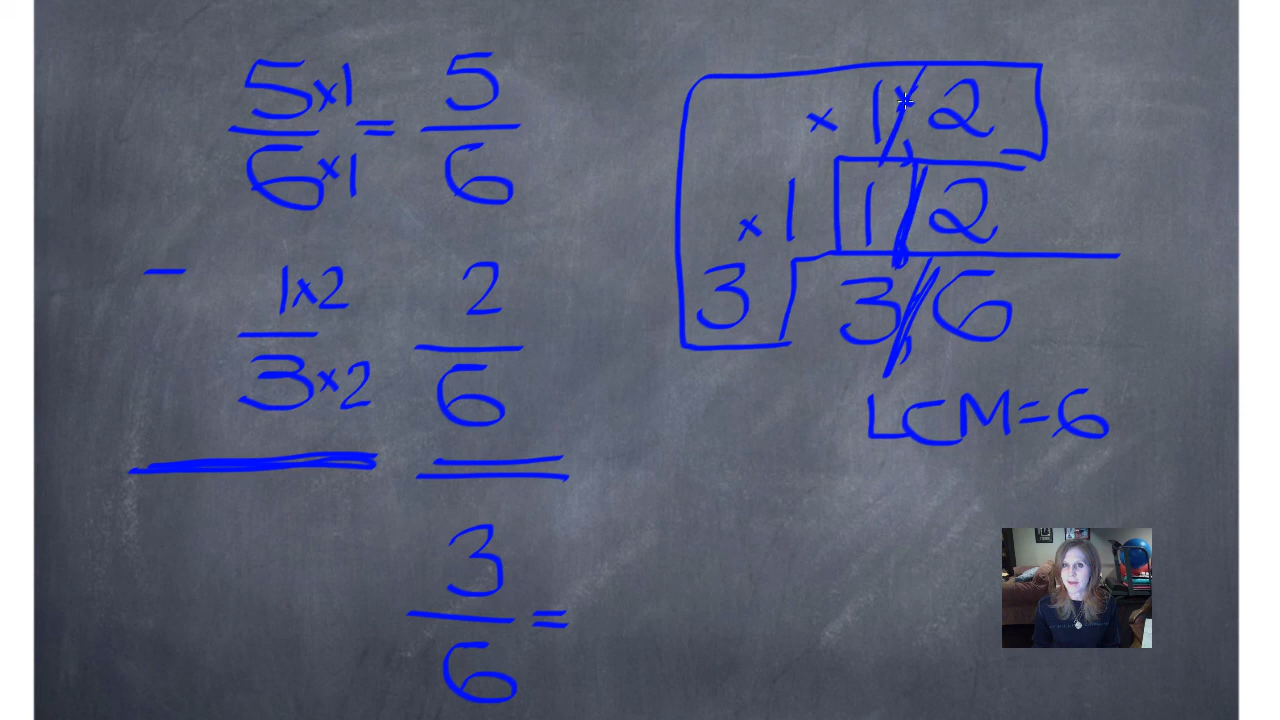 5×1 = 5
6×1 6
- 1×2 2
3×2 6
3 =
6
× 1 × 2
× 1 1 , 2
3 3 , 6
LCM=6